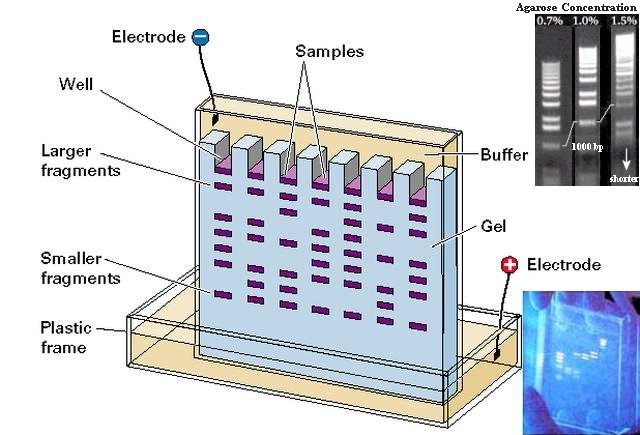 Agarose Concentration
0.7% 1.0% 1.5%
1000 bp
shorter
Electrode −
Samples
Well
Larger
fragments
Buffer
Gel
Smaller
fragments
+ Electrode
Plastic
frame